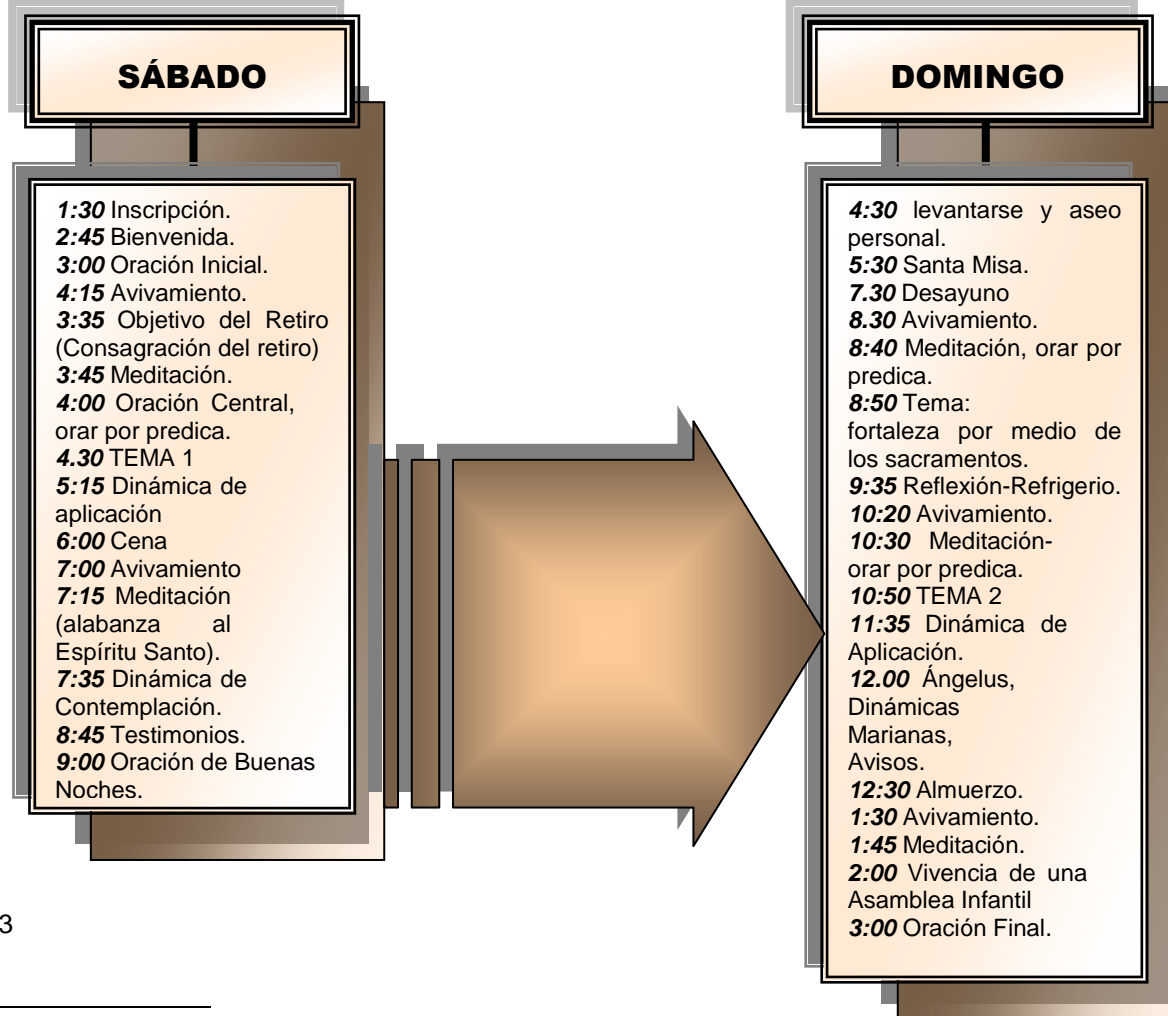 SÁBADO
1:30 Inscripción.
2:45 Bienvenida.
3:00 Oración Inicial.
4:15 Avivamiento.
3:35 Objetivo del Retiro
(Consagración del retiro)
3:45 Meditación.
4:00 Oración Central,
orar por predica.
4.30 TEMA 1
5:15 Dinámica de
aplicación
6:00 Cena
7:00 Avivamiento
7:15 Meditación
(alabanza al
Espíritu Santo).
7:35 Dinámica de
Contemplación.
8:45 Testimonios.
9:00 Oración de Buenas
Noches.
DOMINGO
4:30 levantarse y aseo
personal.
5:30 Santa Misa.
7.30 Desayuno
8.30 Avivamiento.
8:40 Meditación, orar por
predica.
8:50 Tema:
fortaleza por medio de
los sacramentos.
9:35 Reflexión-Refrigerio.
10:20 Avivamiento.
10:30 Meditación-
orar por predica.
10:50 TEMA 2
11:35 Dinámica de
Aplicación.
12.00 Ángelus,
Dinámicas
Marianas,
Avisos.
12:30 Almuerzo.
1:30 Avivamiento.
1:45 Meditación.
2:00 Vivencia de una
Asamblea Infantil
3:00 Oración Final.
3